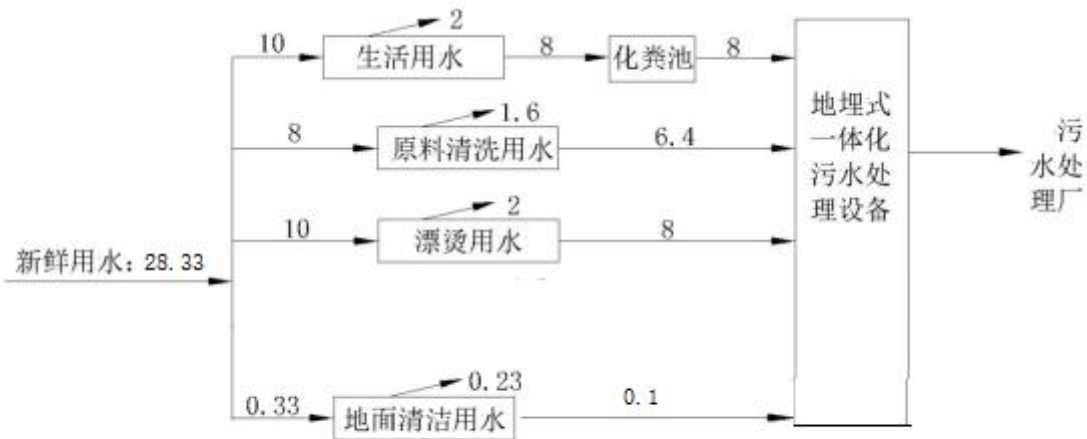 2
10
生活用水
8
化粪池
8
1.6
8
原料清洗用水
6.4
2
10
漂烫用水
8
新鲜用水: 28.33
0.23
0.33
地面清洁用水
0.1
地埋式
一体化
污水处
理设备
污
水处
理厂